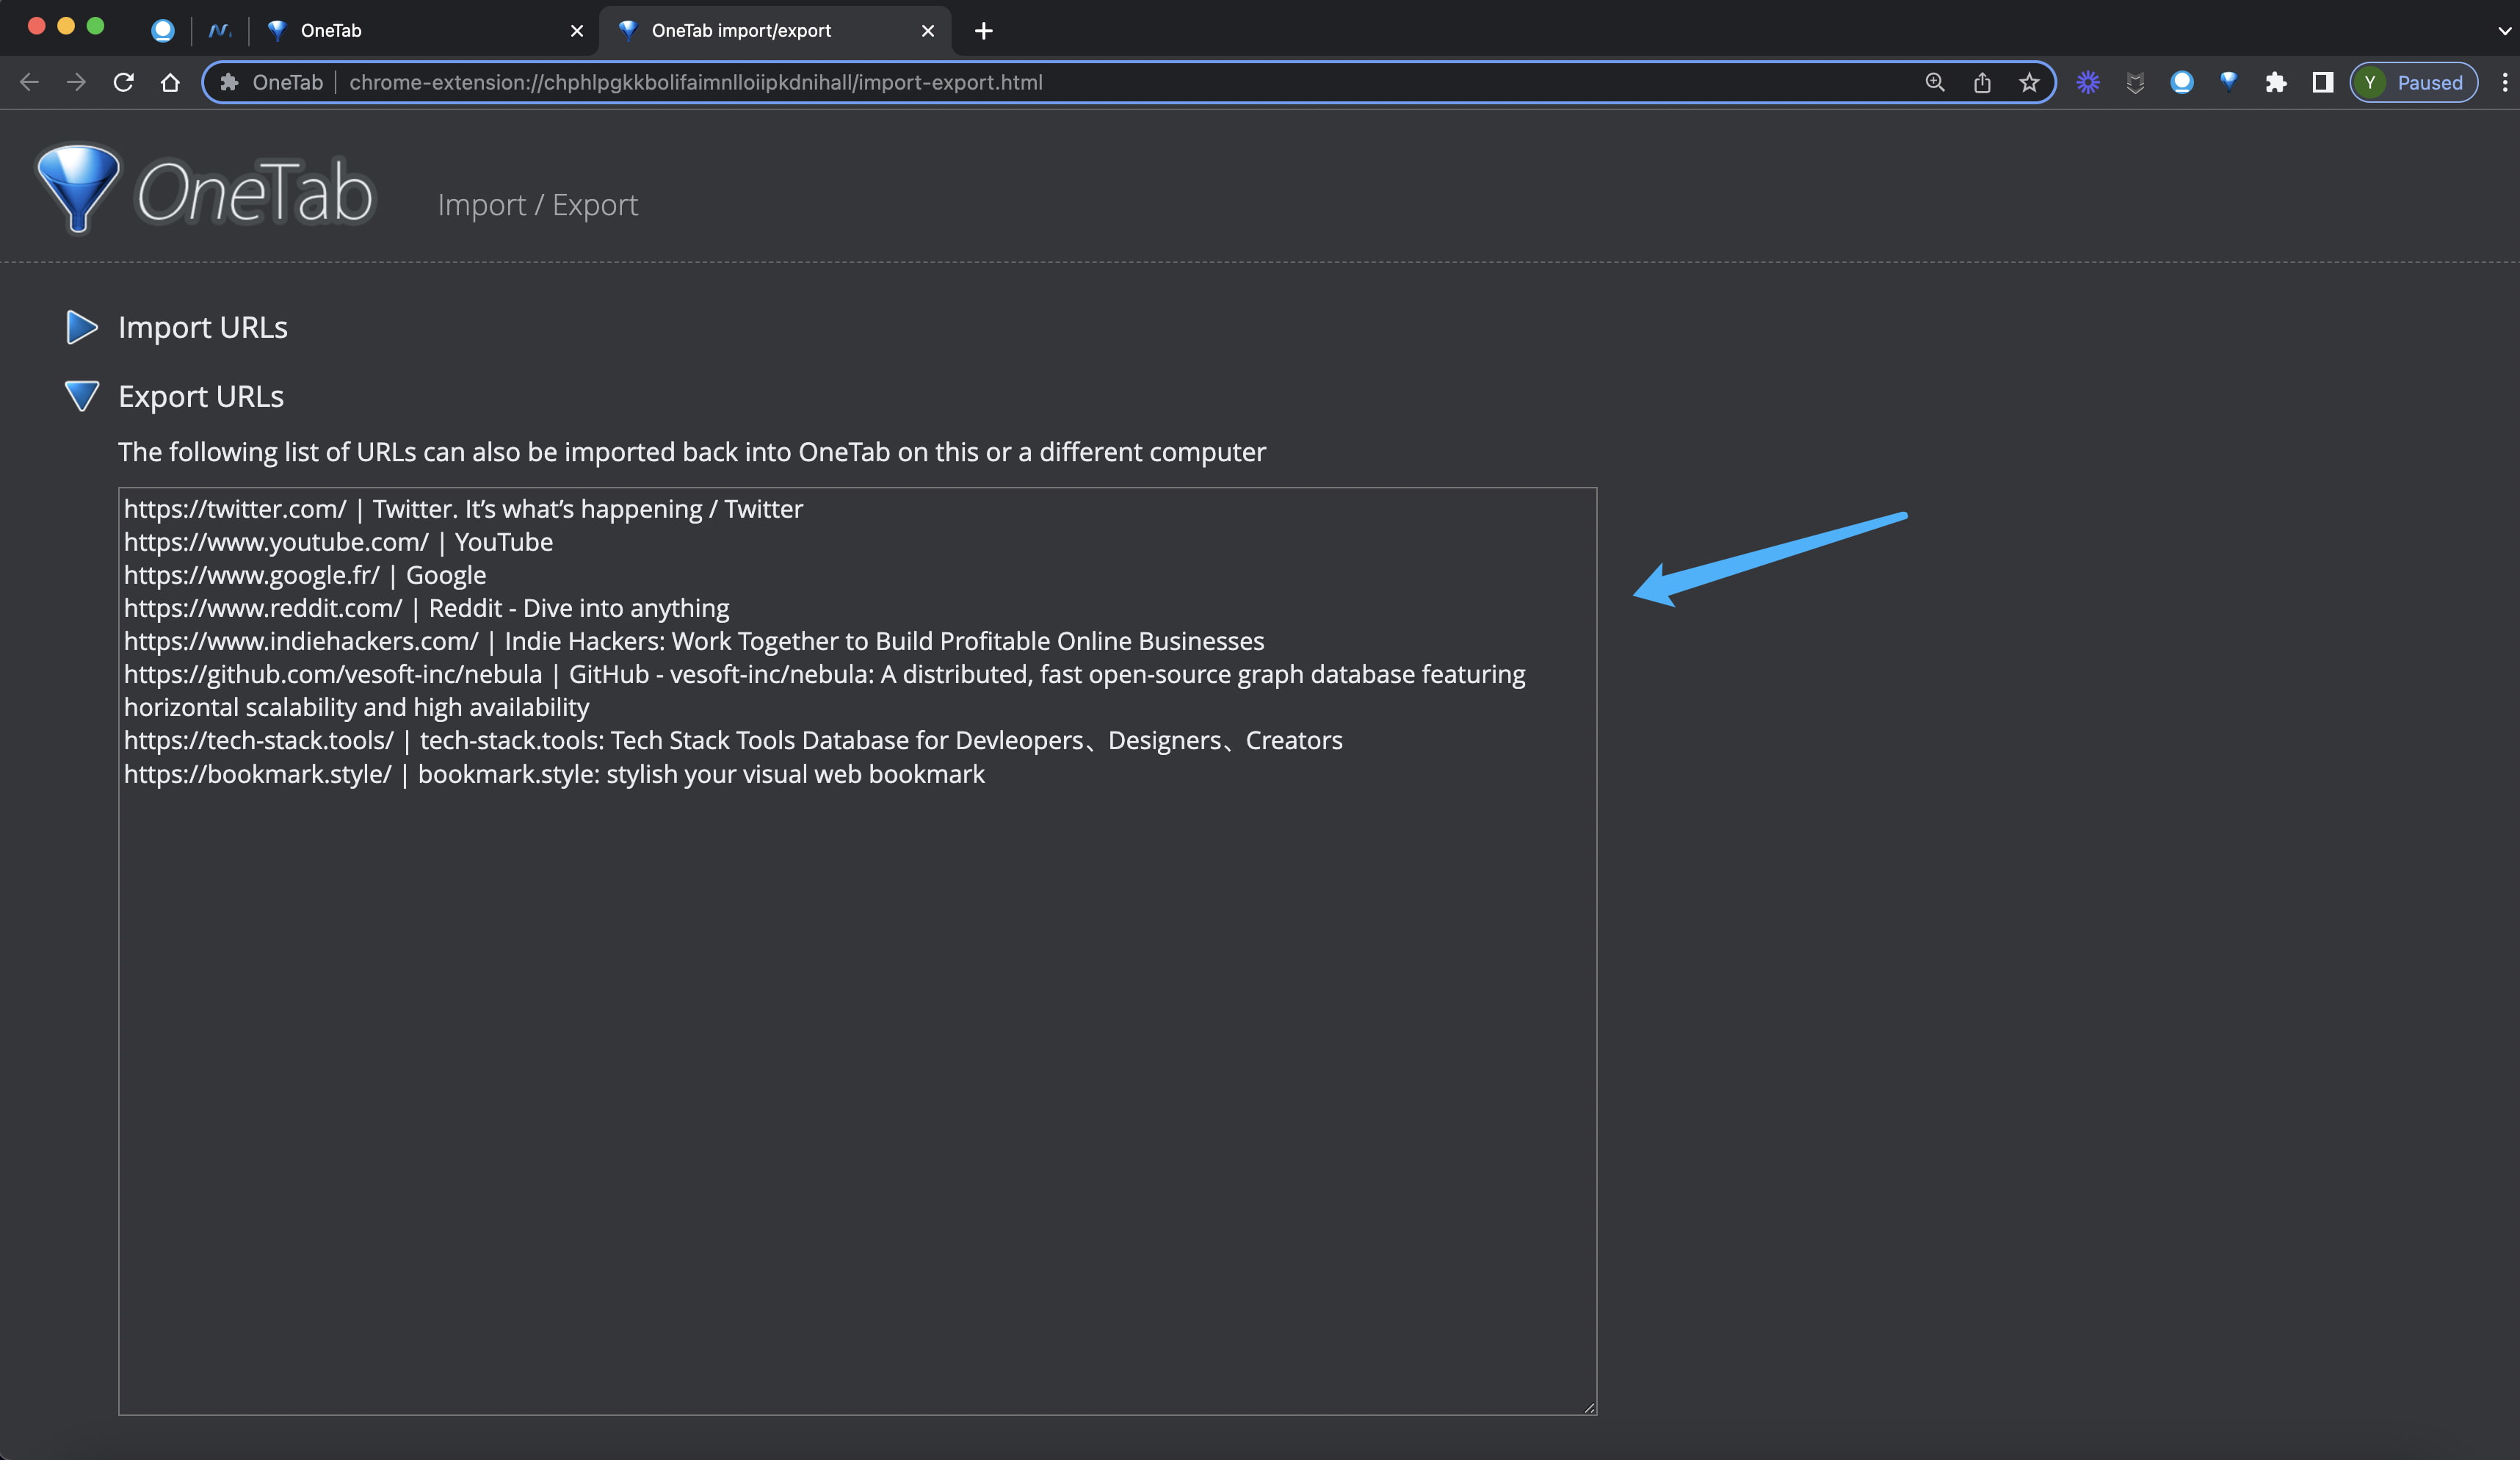 OneTab
OneTab import/export
OneTab
chrome-extension://chphlpgkkbolifaimnlloiipkdnihall/import-export.html
Y
Paused
OneTab
Import / Export
Import URLs
Export URLs
The following list of URLs can also be imported back into OneTab on this or a different computer
https://twitter.com/ | Twitter. It’s what’s happening / Twitter
https://www.youtube.com/ | YouTube
https://www.google.fr/ | Google
https://www.reddit.com/ | Reddit - Dive into anything
https://www.indiehackers.com/ | Indie Hackers: Work Together to Build Profitable Online Businesses
https://github.com/vesoft-inc/nebula | GitHub - vesoft-inc/nebula: A distributed, fast open-source graph database featuring
horizontal scalability and high availability
https://tech-stack.tools/ | tech-stack.tools: Tech Stack Tools Database for Devleopers、Designers、Creators
https://bookmark.style/ | bookmark.style: stylish your visual web bookmark